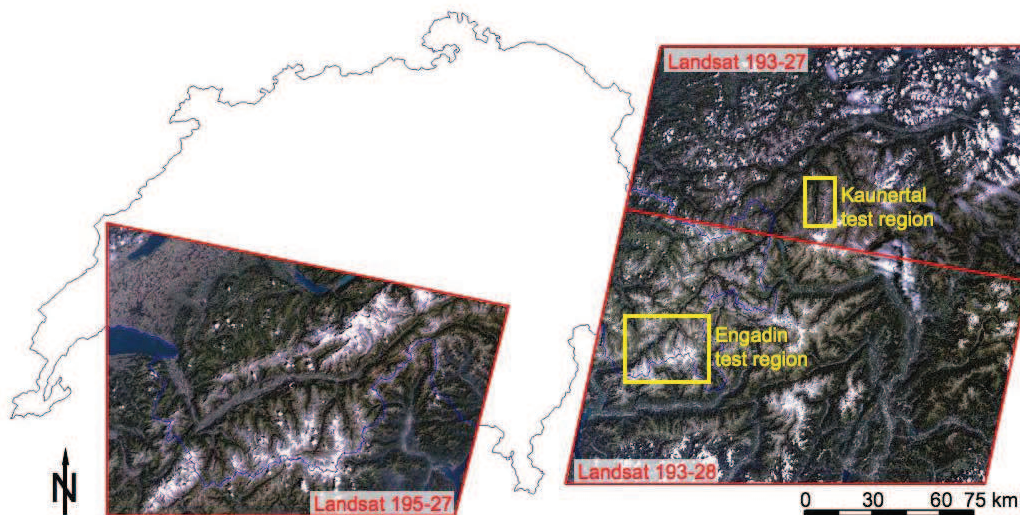 Landsat 193-27
Kaunertal
test region
Engadin
test region
Landsat 195-27
Landsat 193-28
N
0 30 60 75 km